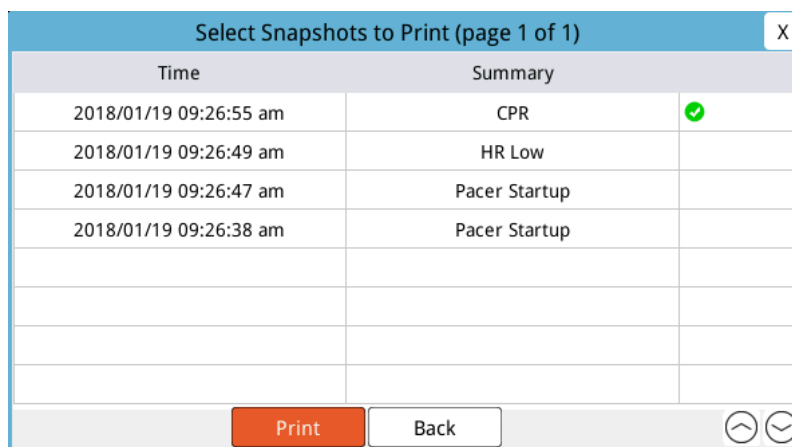 Select Snapshots to Print (page 1 of 1) X
Time Summary
2018/01/19 09:26:55 am CPR
2018/01/19 09:26:49 am HR Low
2018/01/19 09:26:47 am Pacer Startup
2018/01/19 09:26:38 am Pacer Startup
Print Back